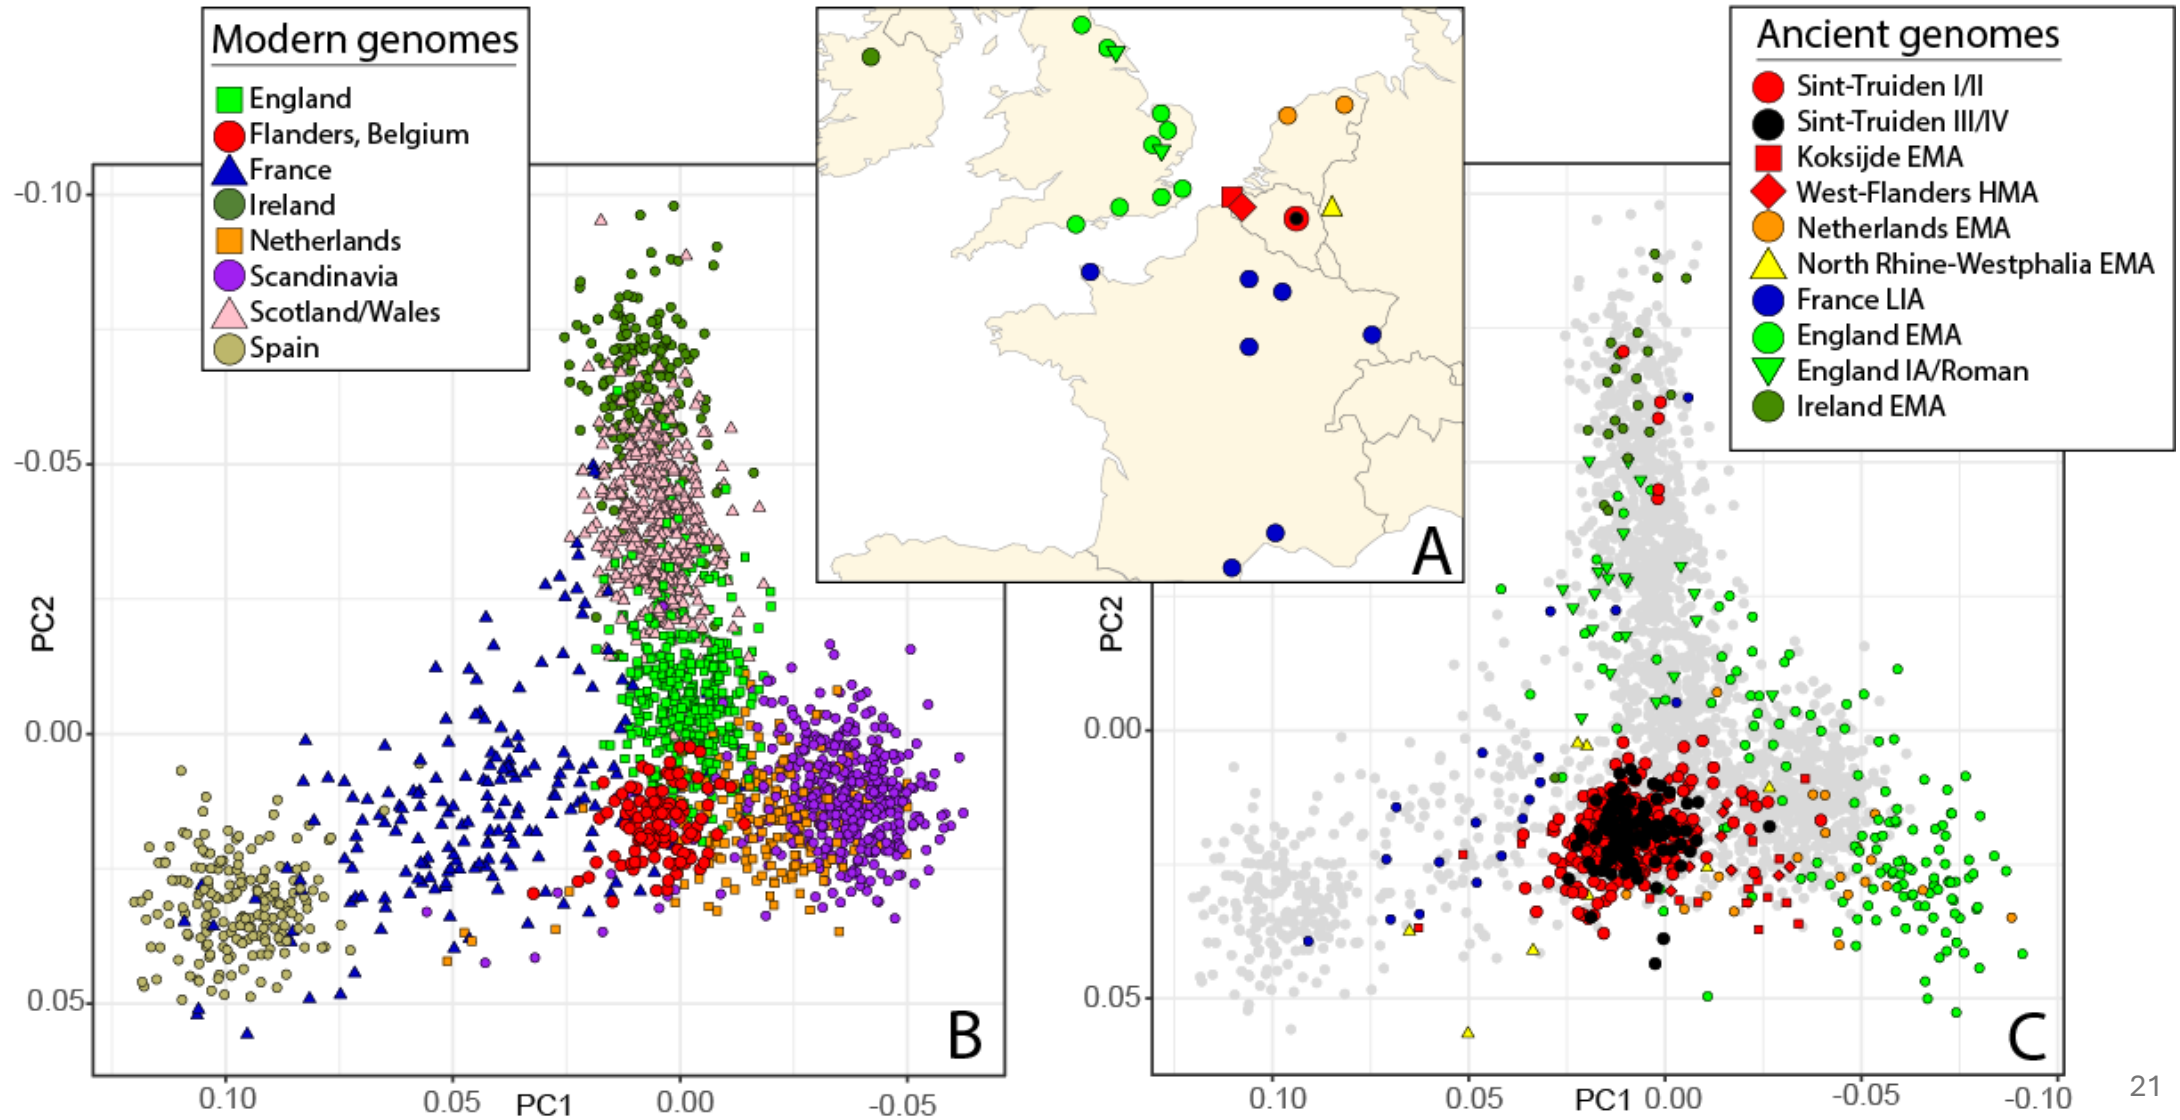 Modern genomes
England
Flanders, Belgium
France
Ireland
Netherlands
Scandinavia
Scotland/Wales
Spain
A
Ancient genomes
Sint-Truiden I/II
Sint-Truiden III/IV
Koksijde EMA
West-Flanders HMA
Netherlands EMA
North Rhine-Westphalia EMA
France LIA
England EMA
England IA/Roman
Ireland EMA
PC2
-0.10
-0.05
0.00
0.05
0.10
0.05
PC1
0.00
-0.05
B
PC2
0.00
0.05
0.10
0.05
PC1
0.00
-0.05
-0.10
C
21